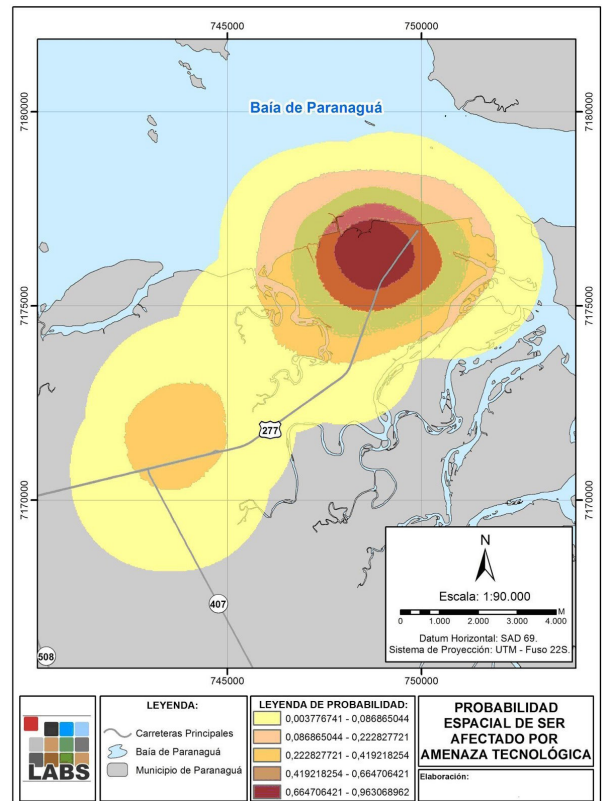 745000 750000
Baía de Paranaguá
7180000 7180000
7175000 7175000
277
7170000 7170000
407
508
N
Escala: 1:90.000
0 1.000 2.000 3.000 4.000 M
Datum Horizontal: SAD 69.
Sistema de Proyección: UTM - Fuso 22S.
745000 750000
LABS
LEYENDA:
Carreteras Principales
Baía de Paranaguá
Municipio de Paranaguá
LEYENDA DE PROBABILIDAD:
0,003776741 - 0,086865044
0,086865044 - 0,222827721
0,222827721 - 0,419218254
0,419218254 - 0,664706421
0,664706421 - 0,963068962
PROBABILIDAD
ESPACIAL DE SER
AFECTADO POR
AMENAZA TECNOLÓGICA
Elaboración: